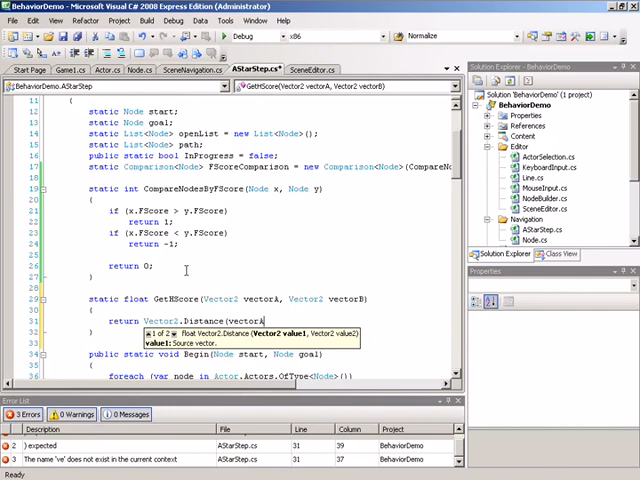 BehaviorDemo - Microsoft Visual C# 2008 Express Edition (Administrator)
File Edit View Refactor Project Build Debug Data Tools Window Help
Debug x86 Normalize
Start Page Game1.cs Actor.cs Node.cs SceneNavigation.cs AStarStep.cs* SceneEditor.cs
BehaviorDemo.AStarStep GetHScore(Vector2 vectorA, Vector2 vectorB)
11 {
12 static Node start;
13 static Node goal;
14 static List<Node> openList = new List<Node>();
15 static List<Node> path;
16 public static bool InProgress = false;
17 static Comparison<Node> FScoreComparison = new Comparison<Node>(CompareNo
18
19 static int CompareNodesByFScore(Node x, Node y)
20 {
21 if (x.FScore > y.FScore)
22 return 1;
23 if (x.FScore < y.FScore)
24 return -1;
25
26 return 0;
27 }
28
29 static float GetHScore(Vector2 vectorA, Vector2 vectorB)
30 {
31 return Vector2.Distance(vectorA
1 of 2 float Vector2.Distance (Vector2 value1, Vector2 value2)
value1: Source vector.
32 }
33
34 public static void Begin(Node start, Node goal)
35 {
36 foreach (var node in Actor.Actors.OfType<Node>())
Solution Explorer - BehaviorDemo
Solution 'BehaviorDemo' (1 project)
BehaviorDemo
Properties
References
Content
Editor
ActorSelection.cs
KeyboardInput.cs
Line.cs
MouseInput.cs
NodeBuilder.cs
SceneEditor.cs
Navigation
AStarStep.cs
Node.cs
Solution Explorer Class View
Properties
Error List
3 Errors 0 Warnings 0 Messages
Description File Line Column Project
2 ) expected AStarStep.cs 31 39 BehaviorDemo
3 The name 've' does not exist in the current context AStarStep.cs 31 37 BehaviorDemo
Ready